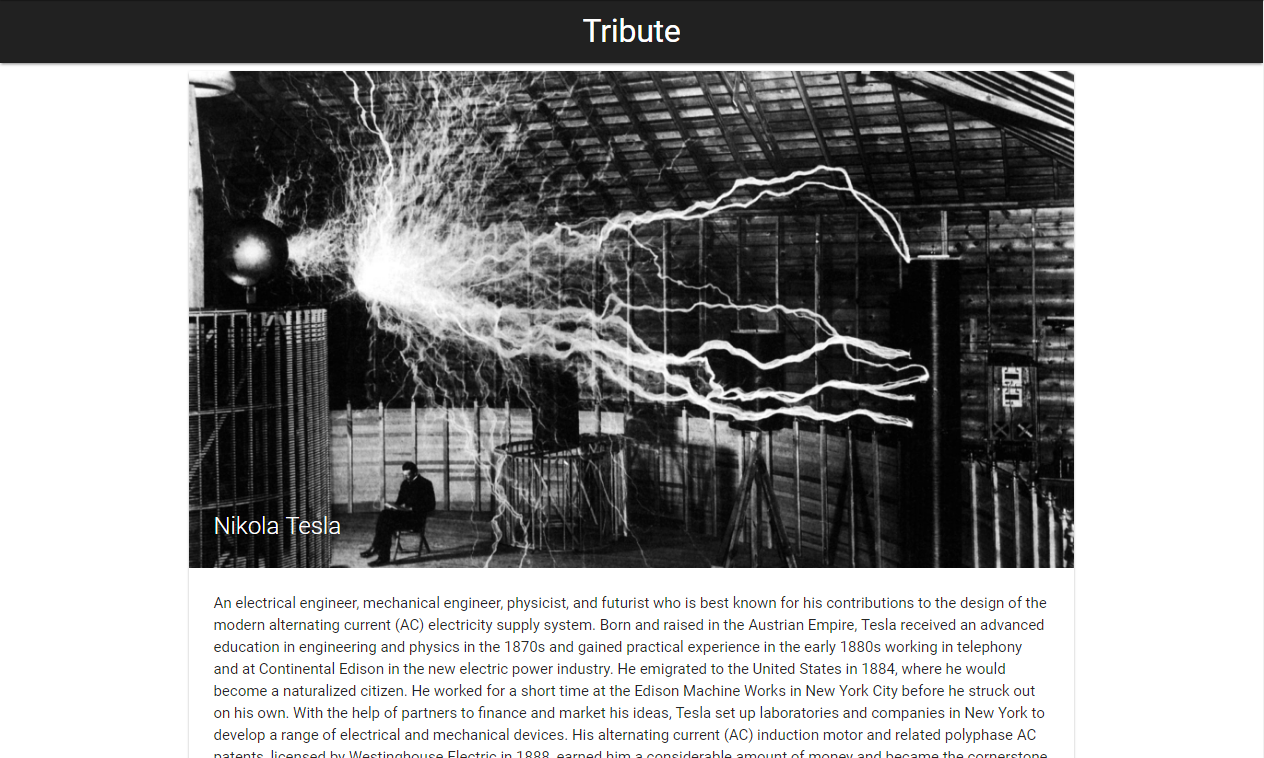 Tribute
Nikola Tesla
An electrical engineer, mechanical engineer, physicist, and futurist who is best known for his contributions to the design of the
modern alternating current (AC) electricity supply system. Born and raised in the Austrian Empire, Tesla received an advanced
education in engineering and physics in the 1870s and gained practical experience in the early 1880s working in telephony
and at Continental Edison in the new electric power industry. He emigrated to the United States in 1884, where he would
become a naturalized citizen. He worked for a short time at the Edison Machine Works in New York City before he struck out
on his own. With the help of partners to finance and market his ideas, Tesla set up laboratories and companies in New York to
develop a range of electrical and mechanical devices. His alternating current (AC) induction motor and related polyphase AC
patents, licensed by Westinghouse Electric in 1888, earned him a considerable amount of money and became the cornerstone